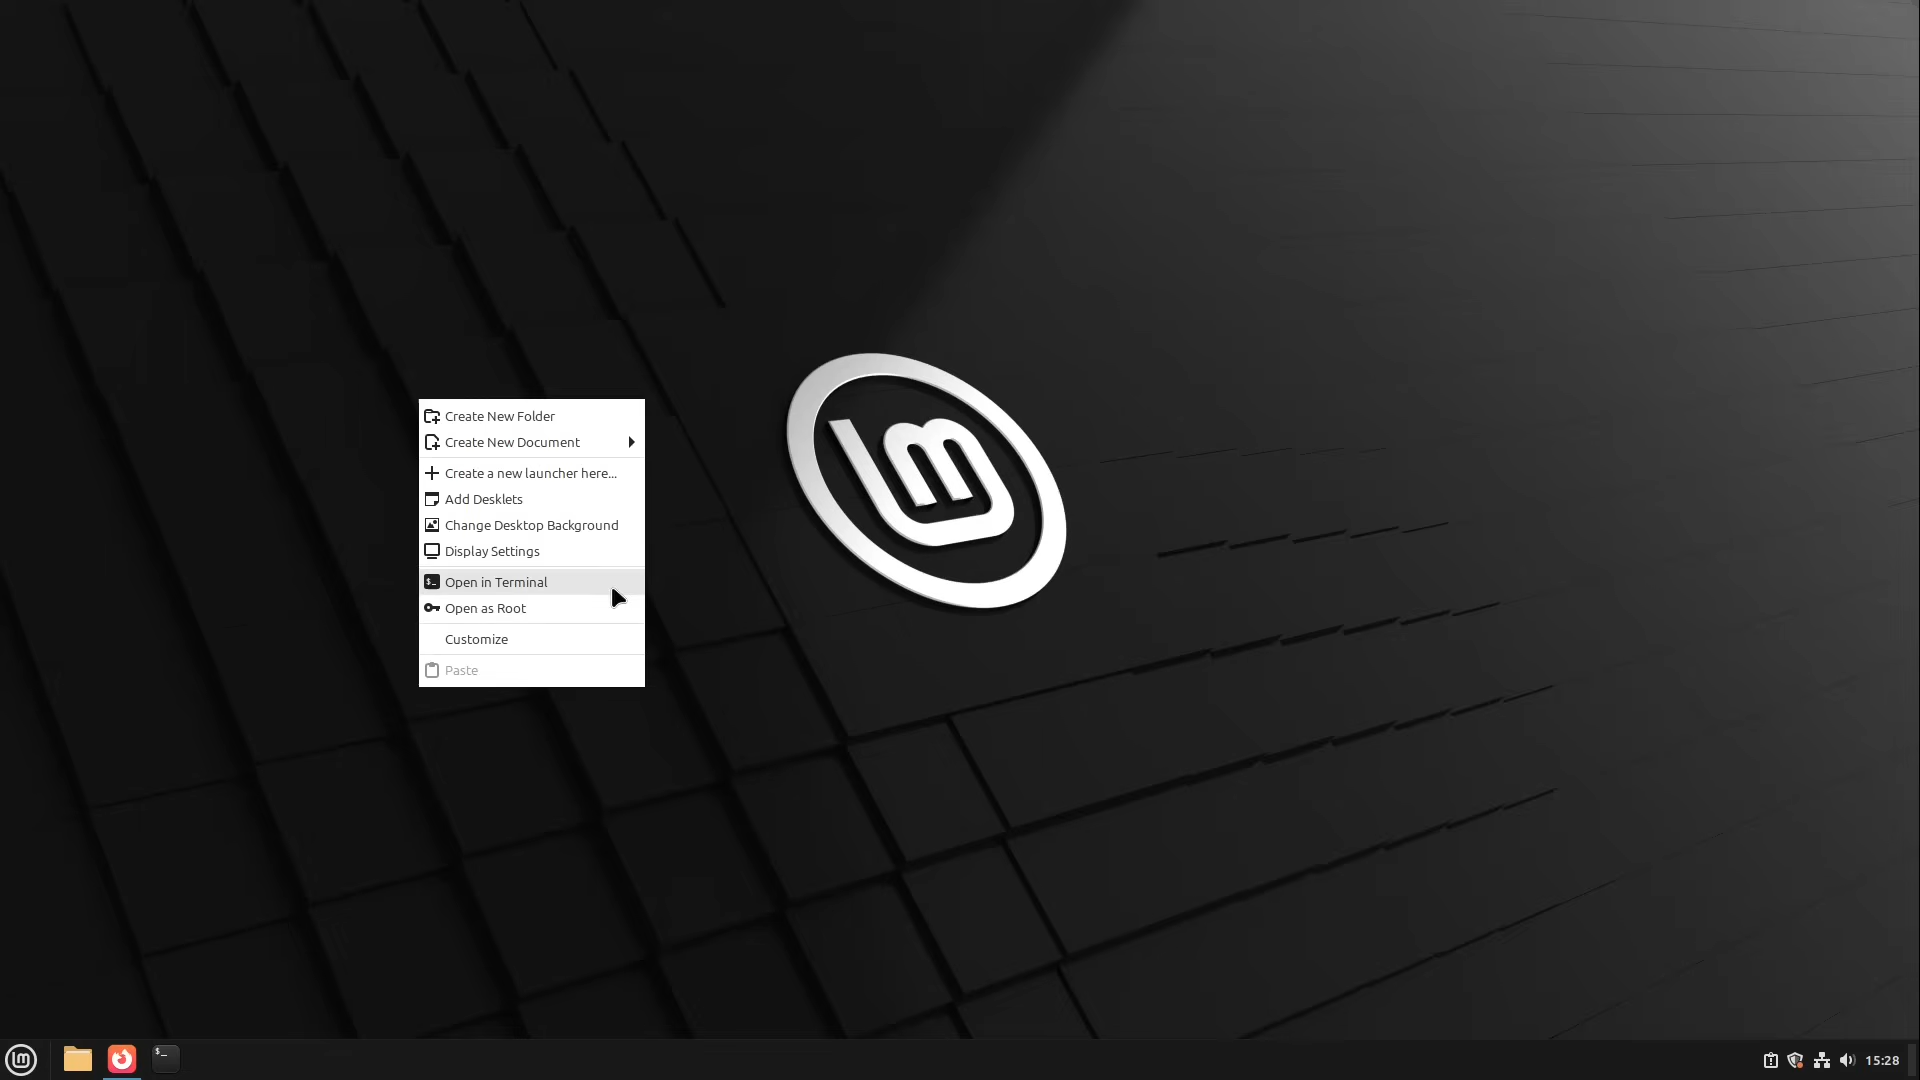 Create New Folder
Create New Document
Create a new launcher here...
Add Desklets
Change Desktop Background
Display Settings
Open in Terminal
Open as Root
Customize
Paste
15:28